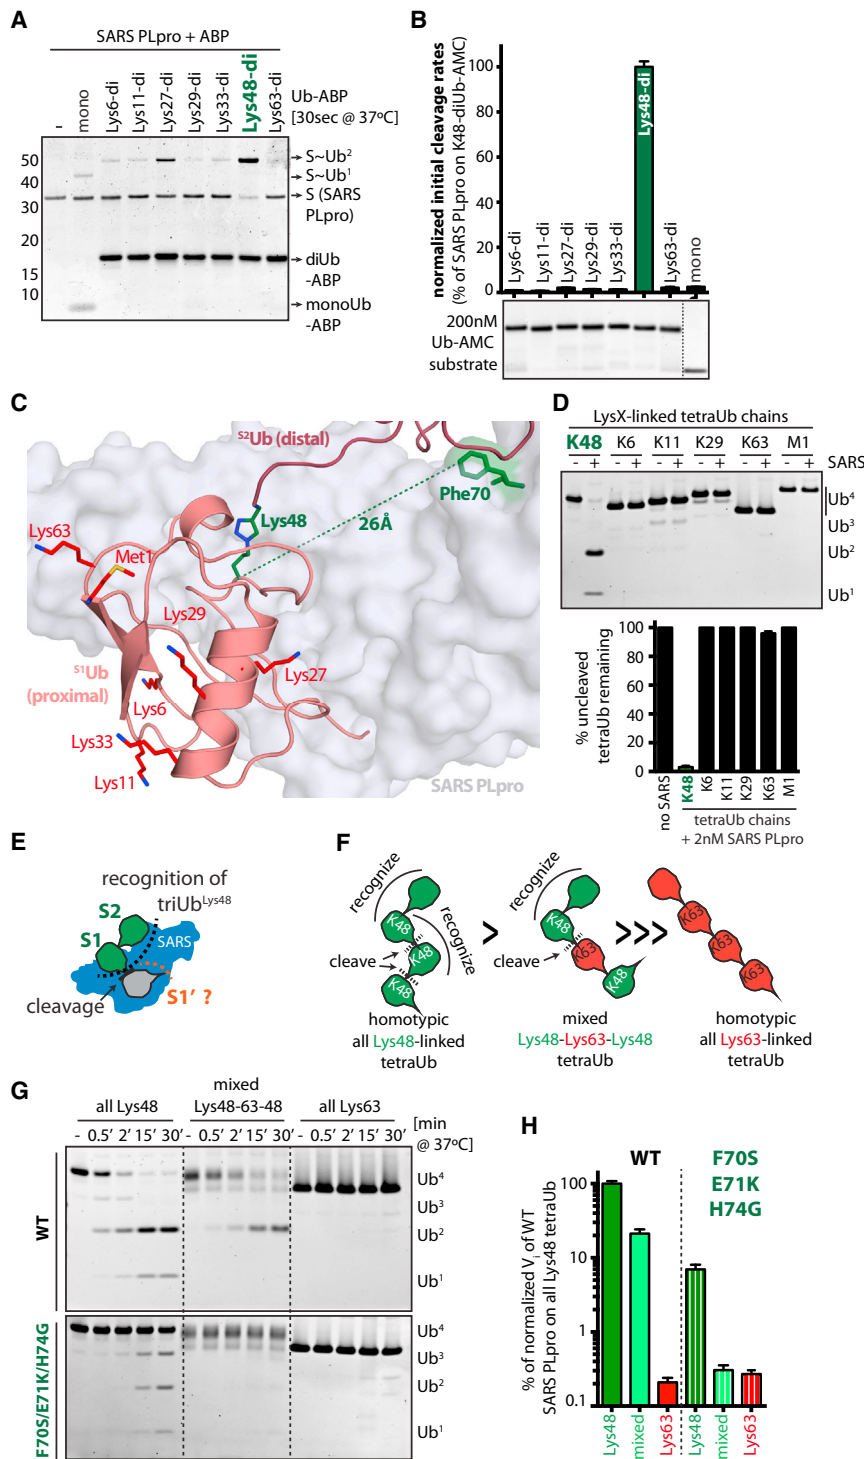 A
SARS PLpro + ABP
-
mono
Lys6-di
Lys11-di
Lys27-di
Lys29-di
Lys33-di
Lys48-di
Lys63-di
Ub-ABP
[30sec @ 37ºC]
50
40
30
20
15
10
S~Ub²
S~Ub¹
S (SARS
PLpro)
diUb
-ABP
monoUb
-ABP
B
normalized initial cleavage rates
(% of SARS PLpro on K48-diUb-AMC)
100
80
60
40
20
0
Lys6-di
Lys11-di
Lys27-di
Lys29-di
Lys33-di
Lys48-di
Lys63-di
mono
200nM
Ub-AMC
substrate
C
S2Ub (distal)
Phe70
Lys48
26Å
Lys63
Met1
Lys29
S1Ub
(proximal)
Lys27
Lys6
Lys33
Lys11
SARS PLpro
D
LysX-linked tetraUb chains
K48 K6 K11 K29 K63 M1
- + - + - + - + - + - + SARS
Ub⁴
Ub³
Ub²
Ub¹
% uncleaved
tetraUb remaining
100
80
60
40
20
0
no SARS
K48
K6
K11
K29
K63
M1
tetraUb chains
+ 2nM SARS PLpro
E
recognition of
triUbLys48
S2
S1
SARS
cleavage
S1' ?
F
recognize
K48
recognize
cleave
K48
K48
homotypic
all Lys48-linked
tetraUb
>
recognize
K48
cleave
K63
K48
mixed
Lys48-Lys63-Lys48
tetraUb
>>>
K63
K63
K63
homotypic
all Lys63-linked
tetraUb
G
all Lys48
mixed
Lys48-63-48
all Lys63
- 0.5' 2' 15' 30' - 0.5' 2' 15' 30' - 0.5' 2' 15' 30'
[min
@ 37ºC]
WT
Ub⁴
Ub³
Ub²
Ub¹
F70S/E71K/H74G
Ub⁴
Ub³
Ub²
Ub¹
H
WT
F70S
E71K
H74G
% of normalized Vi of WT
SARS PLpro on all Lys48 tetraUb
100
10
1
0.1
Lys48
mixed
Lys63
Lys48
mixed
Lys63